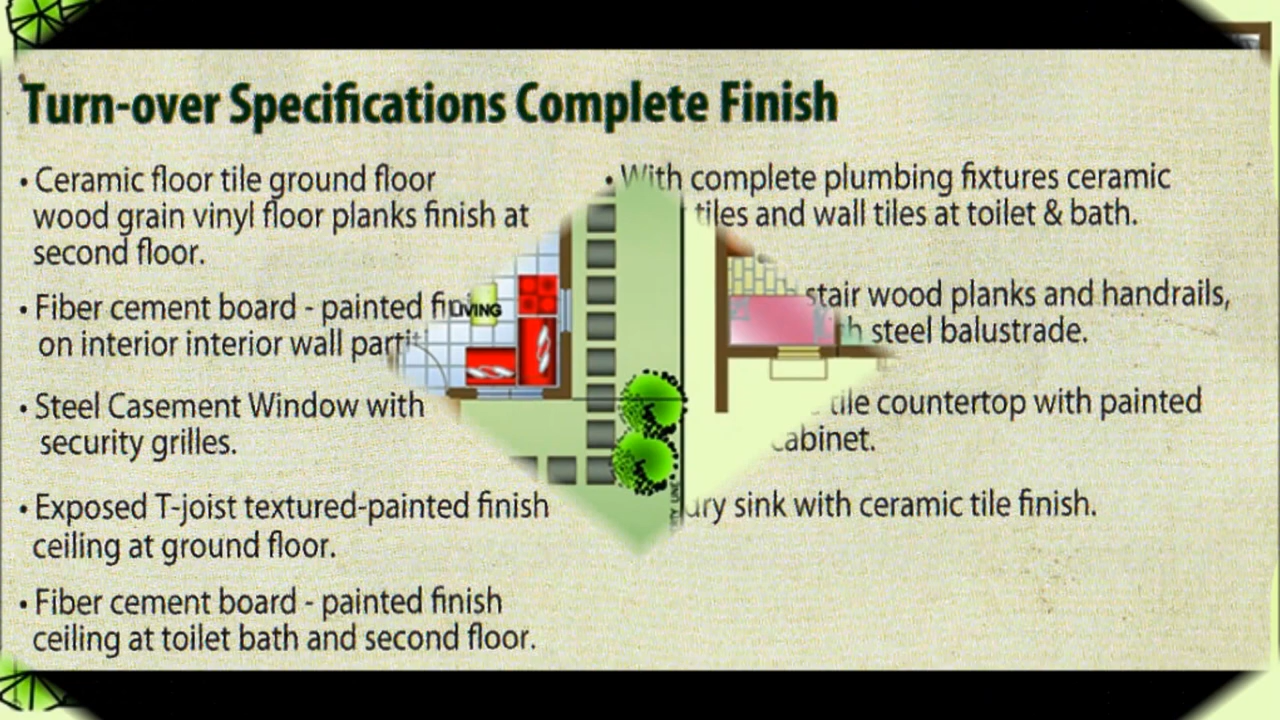 Turn-over Specifications Complete Finish
• Ceramic floor tile ground floor
wood grain vinyl floor planks finish at
second floor.
• Fiber cement board - painted
on interior interior wall
• Steel Casement Window with
security grilles.
• Exposed T-joist textured-painted finish
ceiling at ground floor.
• Fiber cement board - painted finish
ceiling at toilet bath and second floor.
LIVING
• With complete plumbing fixtures ceramic
tiles and wall tiles at toilet & bath.
stair wood planks and handrails,
steel balustrade.
tile countertop with painted
cabinet.
sink with ceramic tile finish.
LINE